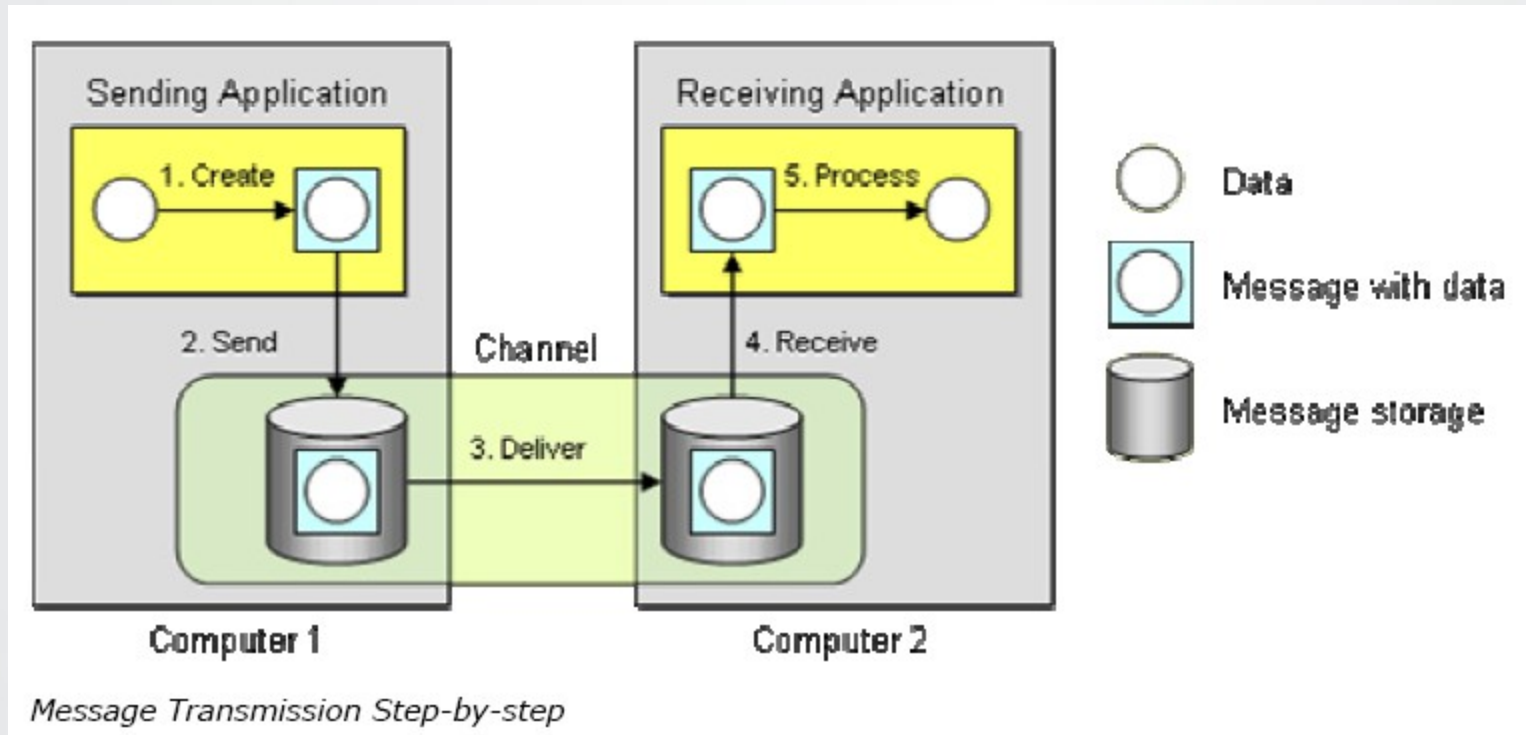 Sending Application
1. Create
2. Send
Channel
3. Deliver
Receiving Application
5. Process
4. Receive
Computer 1
Computer 2
Data
Message with data
Message storage
Message Transmission Step-by-step